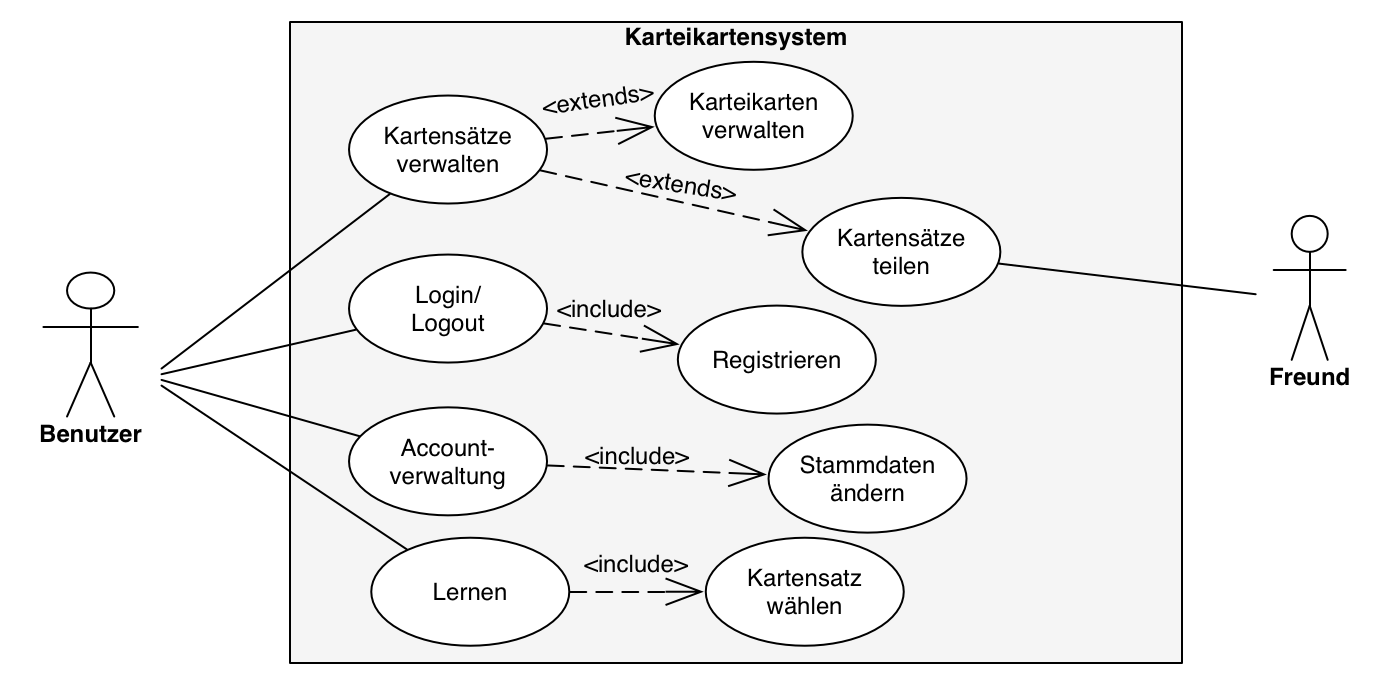 Karteikartensystem
<extends>
Karteikarten
verwalten
Kartensätze
verwalten
<extends>
Kartensätze
teilen
Login/
Logout
<include>
Registrieren
Freund
Benutzer
Account-
verwaltung
<include>
Stammdaten
ändern
Lernen
<include>
Kartensatz
wählen